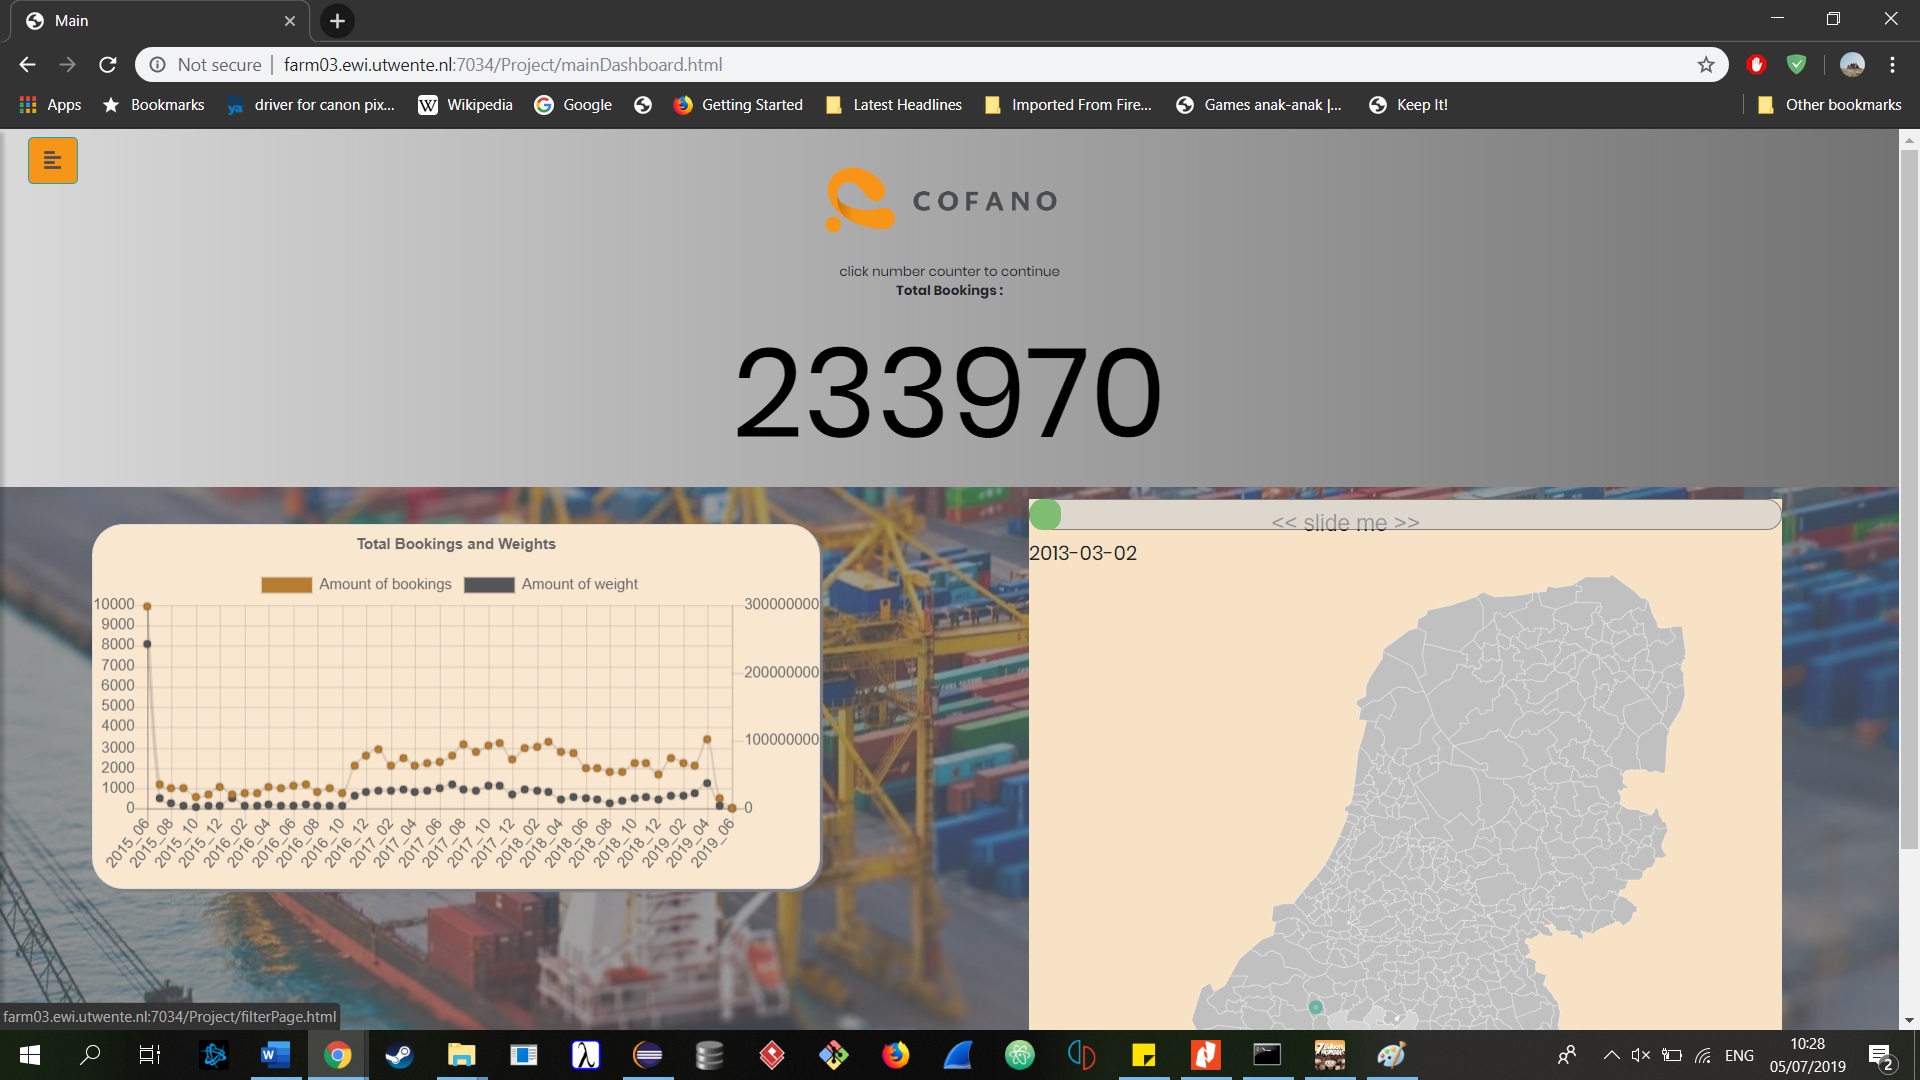 Main
Not secure | farm03.ewi.utwente.nl:7034/Project/mainDashboard.html
Apps Bookmarks driver for canon pix... Wikipedia Google Getting Started Latest Headlines Imported From Fire... Games anak-anak |... Keep It! Other bookmarks
COFANO
click number counter to continue
Total Bookings :
233970
Total Bookings and Weights
Amount of bookings Amount of weight
10000
9000
8000
7000
6000
5000
4000
3000
2000
1000
0
300000000
200000000
100000000
0
2015_06 2015_08 2015_10 2015_12 2016_02 2016_04 2016_06 2016_08 2016_10 2016_12 2017_02 2017_04 2017_06 2017_08 2017_10 2017_12 2018_02 2018_04 2018_06 2018_08 2018_10 2018_12 2019_02 2019_04 2019_06
<< slide me >>
2013-03-02
farm03.ewi.utwente.nl:7034/Project/filterPage.html
ENG
10:28
05/07/2019
2